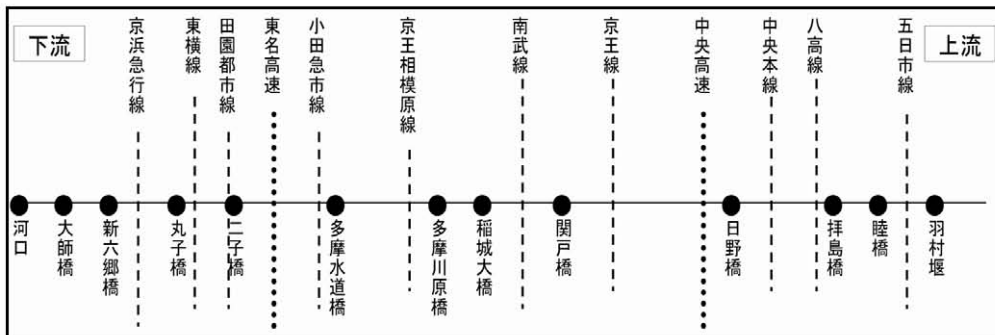 下流
京浜急行線
東横線
田園都市線
東名高速
小田急市線
京王相模原線
南武線
京王線
中央高速
中央本線
八高線
五日市線
上流
河口
大師橋
新六郷橋
丸子橋
二子橋
多摩水道橋
多摩川原橋
稲城大橋
関戸橋
日野橋
拝島橋
睦橋
羽村堰